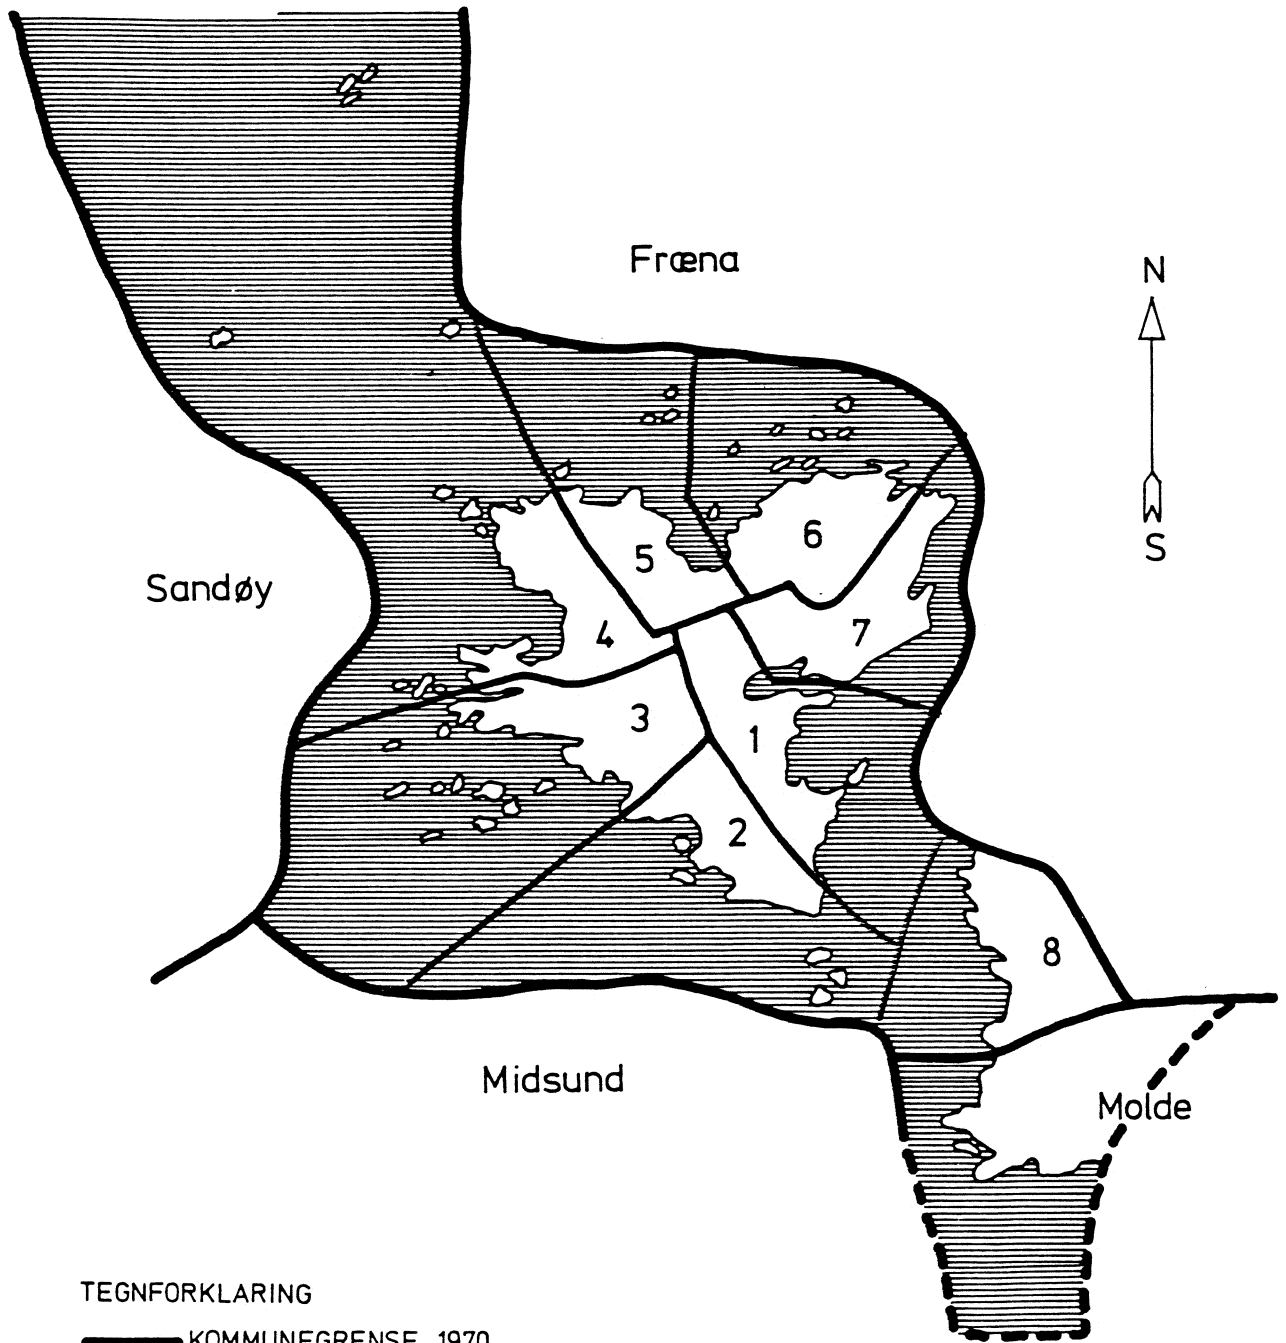 Fræna
N
S
6
5
Sandøy
7
4
3
1
2
8
Midsund
Molde
TEGNFORKLARING
KOMMUNEGRENSE 1970